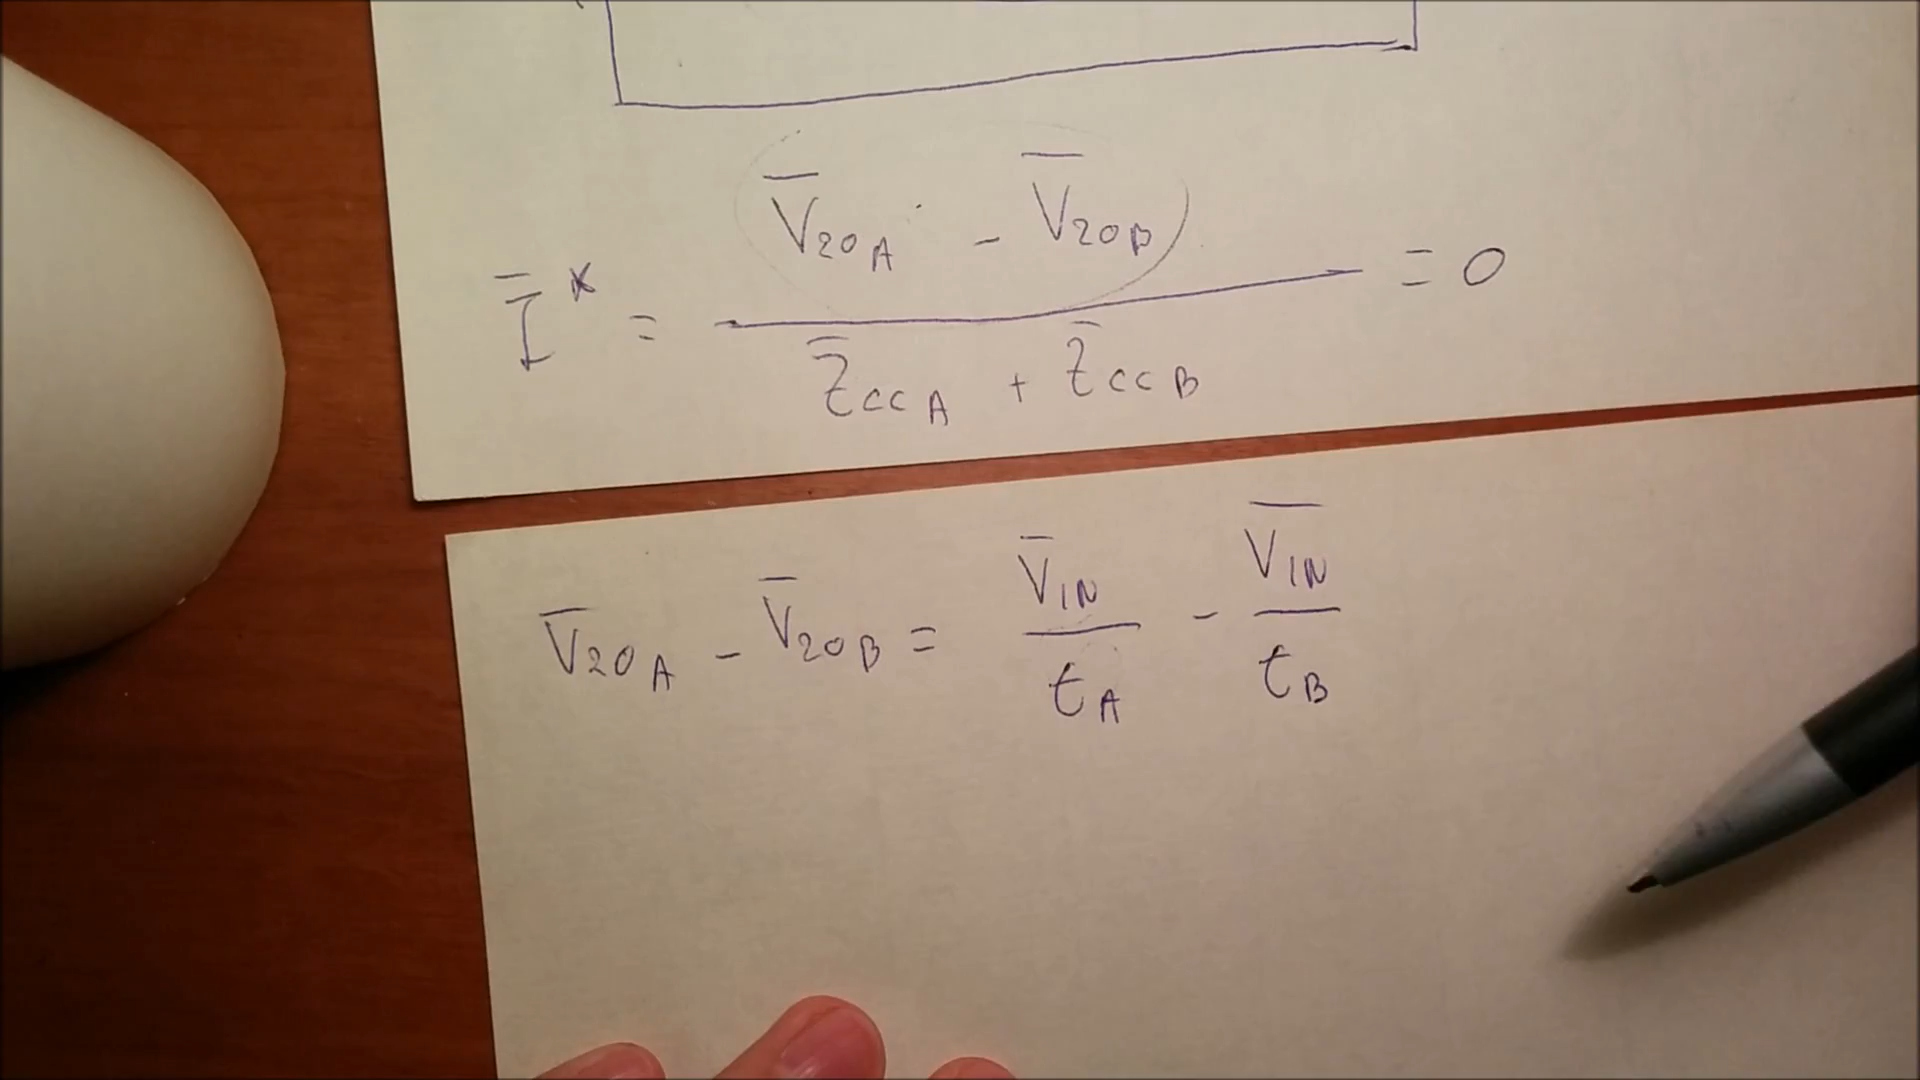 I̅* = (V̅20A - V̅20B) / (Z̅ccA + Z̅ccB) = 0
V̅20A - V̅20B = V̅IN / tA - V̅IN / tB